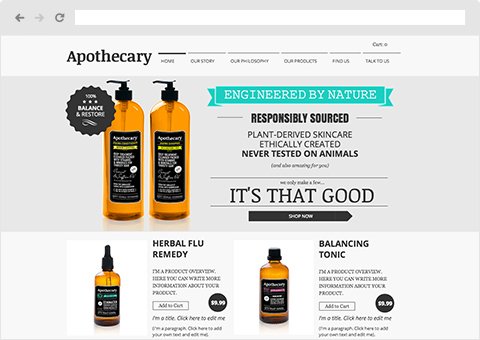 Cart: 0
Apothecary
HOME OUR STORY OUR PHILOSOPHY OUR PRODUCTS FIND US TALK TO US
100%
BALANCE
& RESTORE
Apothecary
Apothecary
ENGINEERED BY NATURE
RESPONSIBLY SOURCED
PLANT-DERIVED SKINCARE
ETHICALLY CREATED
NEVER TESTED ON ANIMALS
(and also amazing for you)
we only make a few...
IT'S THAT GOOD
SHOP NOW
Apothecary
HERBAL FLU
REMEDY
I'M A PRODUCT OVERVIEW.
HERE YOU CAN WRITE MORE
INFORMATION ABOUT YOUR
PRODUCT.
Add to Cart
$9.99
I'm a title. Click here to edit me
I'm a paragraph. Click here to add
your own text and edit me.
Apothecary
BALANCING
TONIC
I'M A PRODUCT OVERVIEW.
HERE YOU CAN WRITE MORE
INFORMATION ABOUT YOUR
PRODUCT.
Add to Cart
$9.99
I'm a title. Click here to edit me
I'm a paragraph. Click here to add
your own text and edit me.